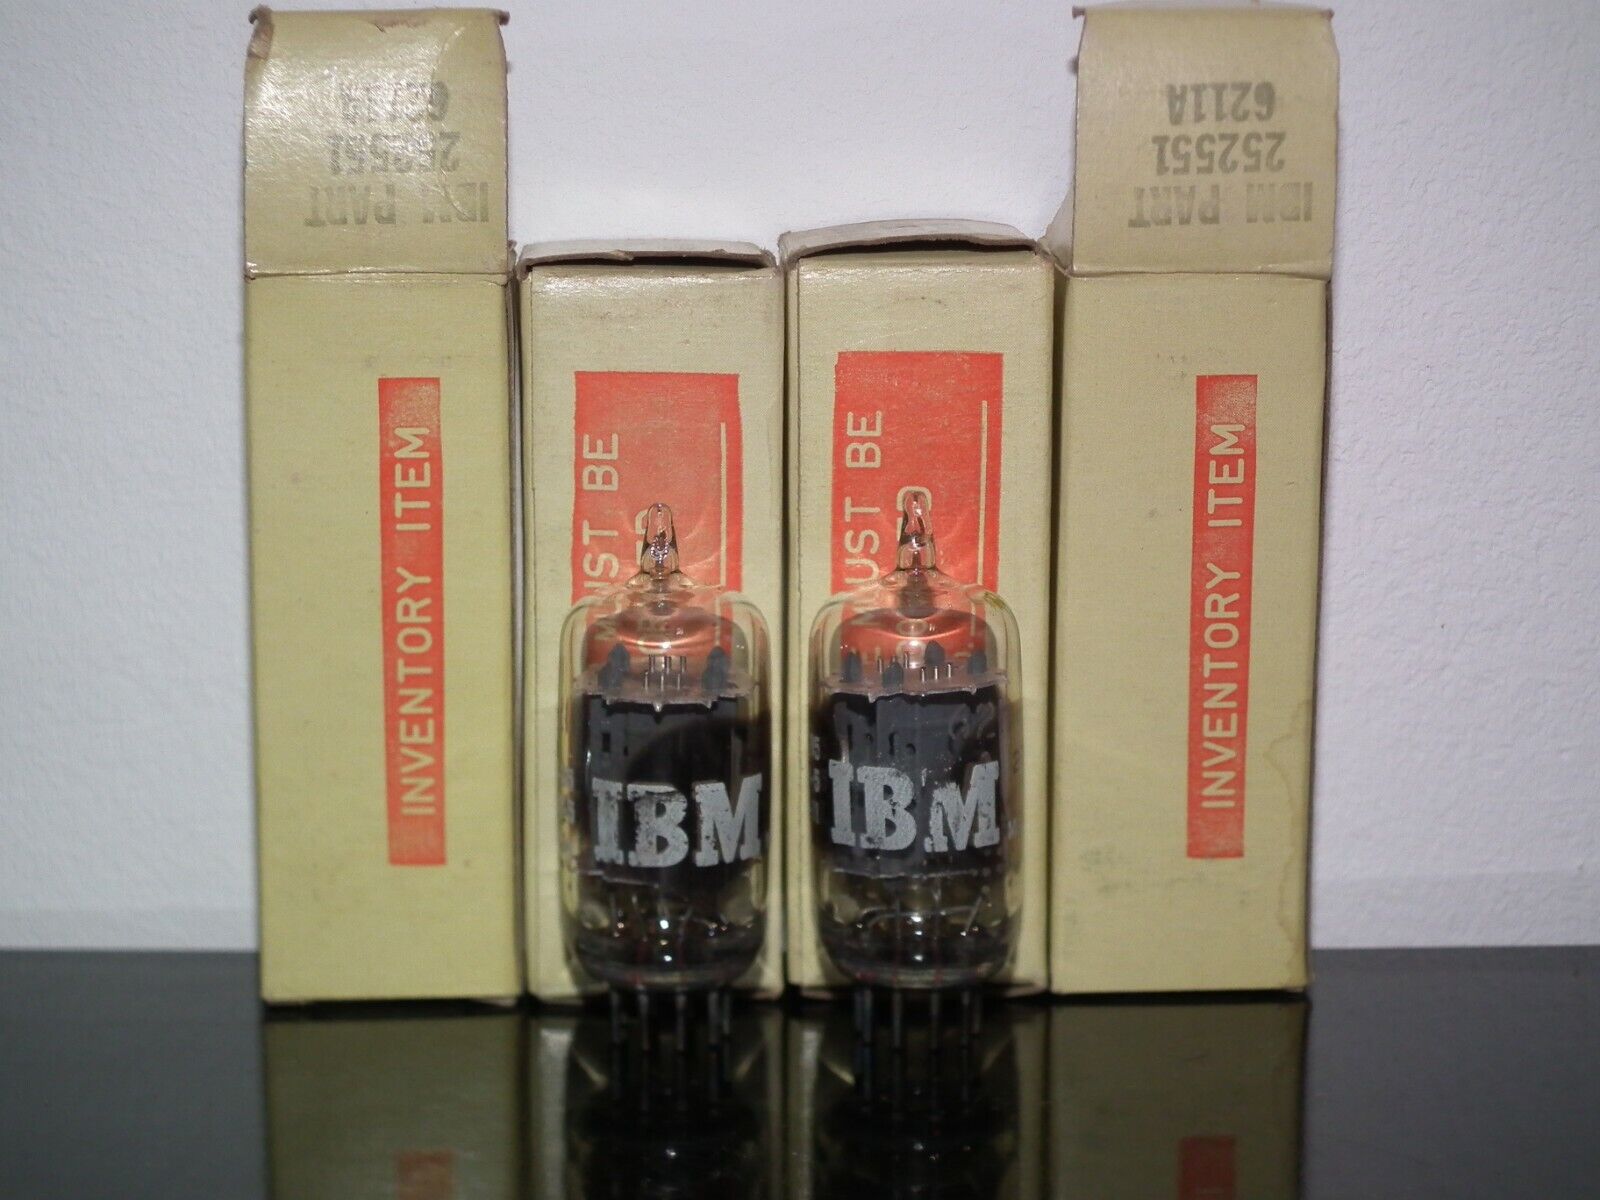 IBM PART
252551
6211A
INVENTORY ITEM
MUST BE
IBM
MUST BE
IBM
IBM PART
252551
6211A
INVENTORY ITEM